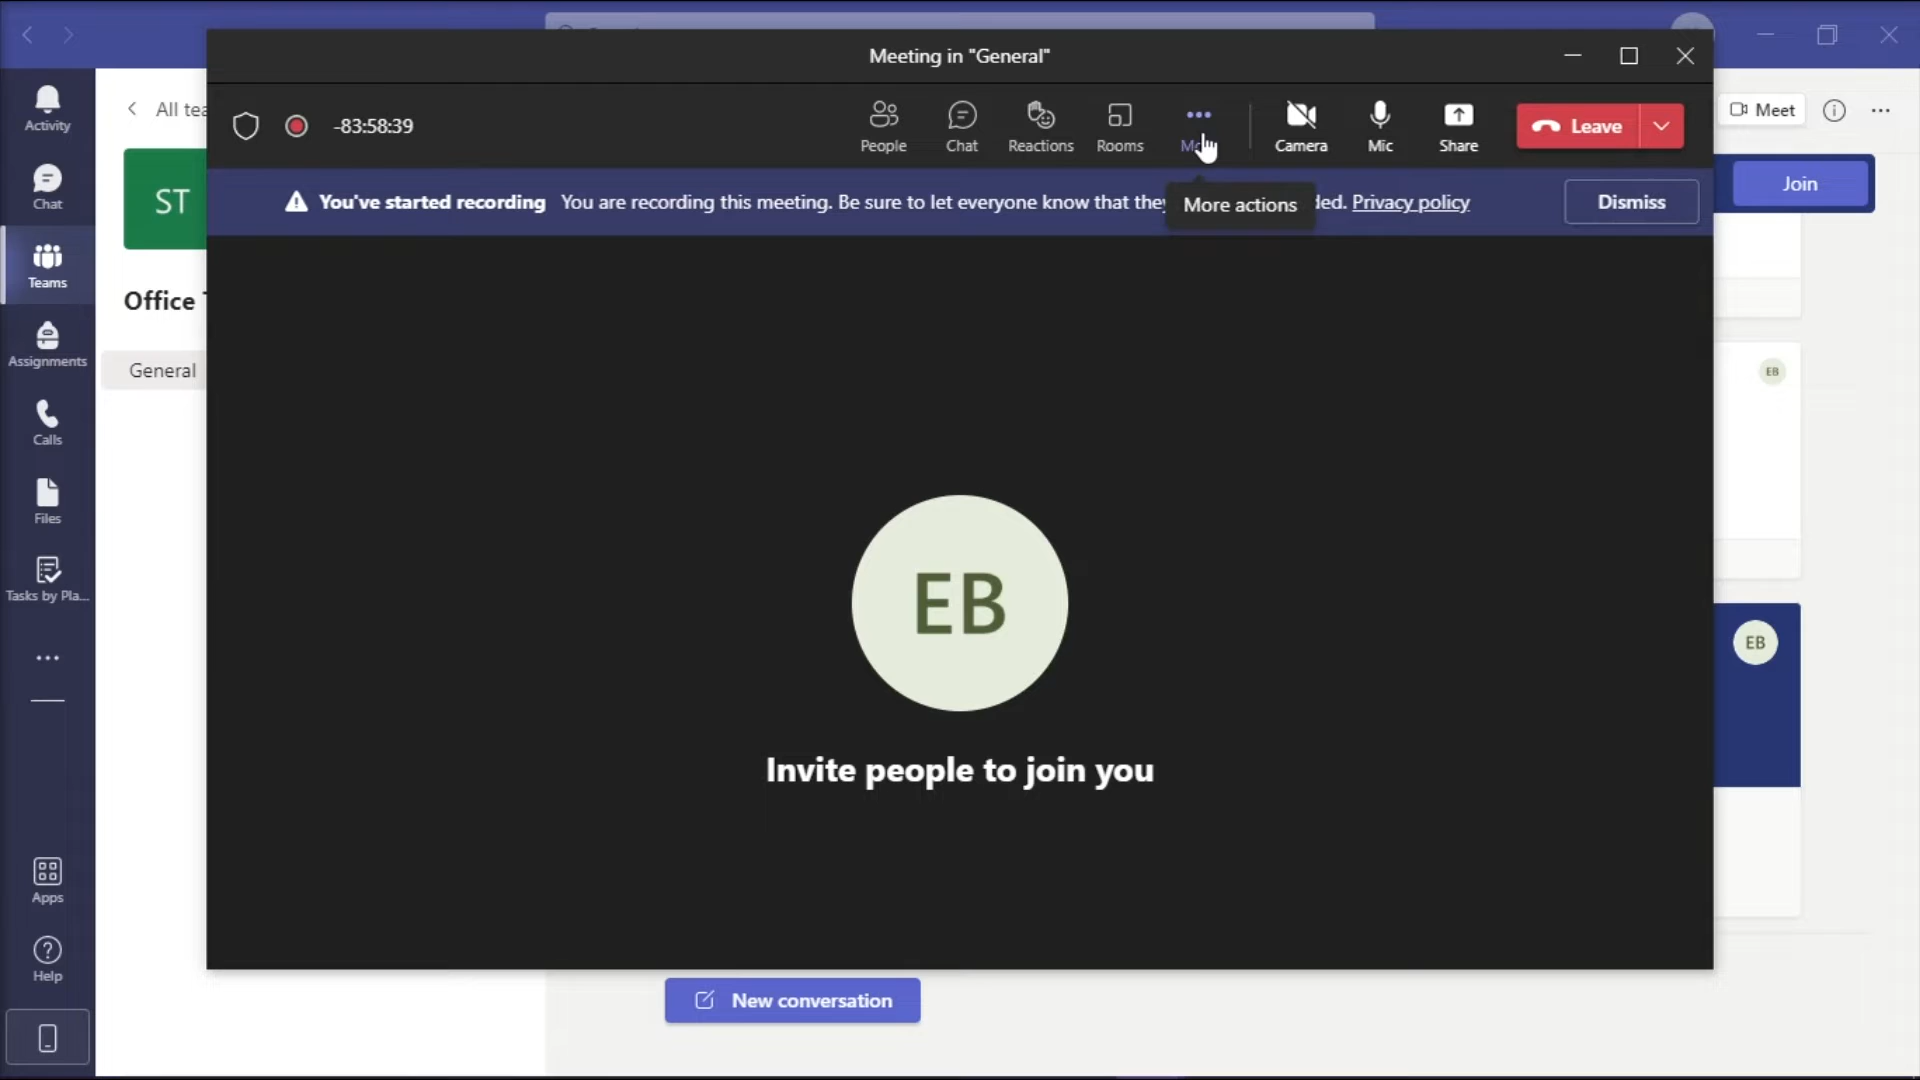 Meeting in "General"
Activity
Chat
Teams
Assignments
Calls
Files
Tasks by Pla...
Apps
Help
All tea
ST
Office
General
-83:58:39
People
Chat
Reactions
Rooms
Camera
Mic
Share
Leave
You've started recording You are recording this meeting. Be sure to let everyone know that they
More actions
Privacy policy
Dismiss
EB
Invite people to join you
Meet
Join
EB
EB
New conversation